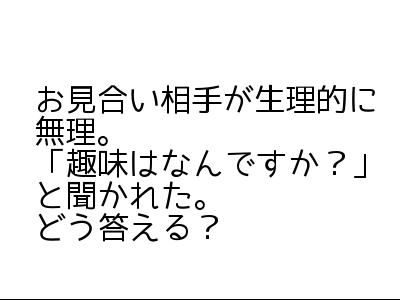 お見合い相手が生理的に
無理。
「趣味はなんですか？」
と聞かれた。
どう答える？